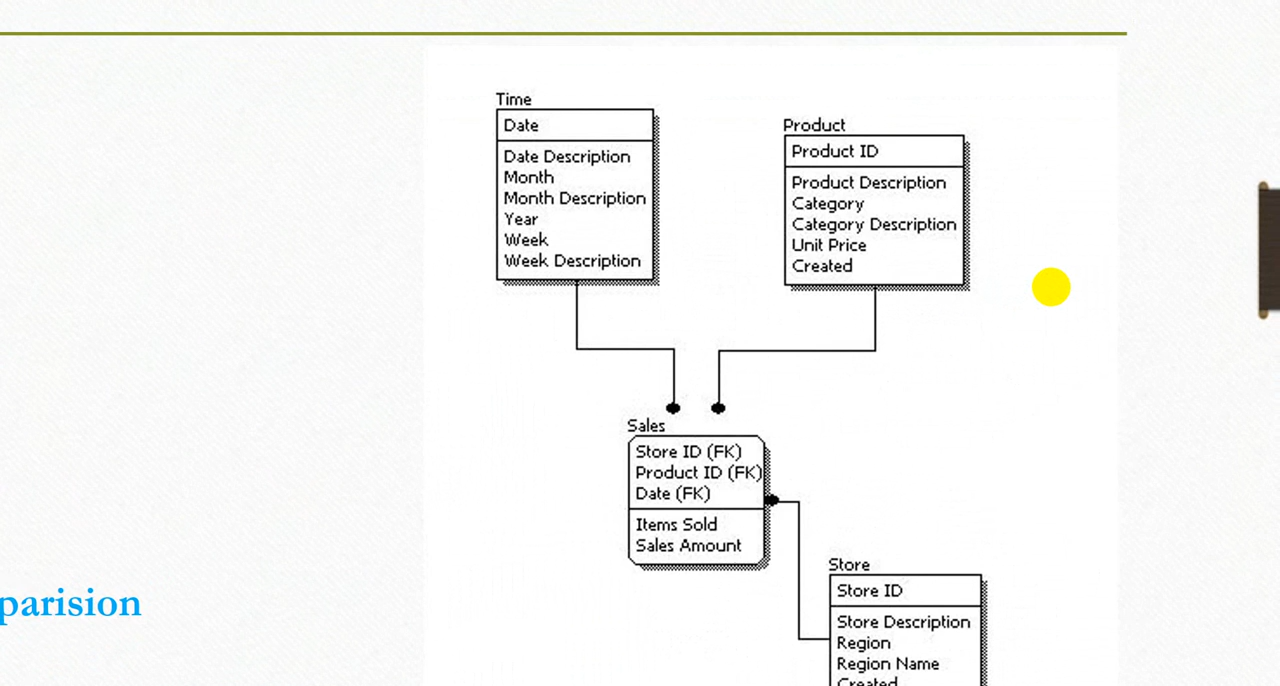 Time
Date
Date Description
Month
Month Description
Year
Week
Week Description
Product
Product ID
Product Description
Category
Category Description
Unit Price
Created
Sales
Store ID (FK)
Product ID (FK)
Date (FK)
Items Sold
Sales Amount
Store
Store ID
Store Description
Region
Region Name
Created
parision